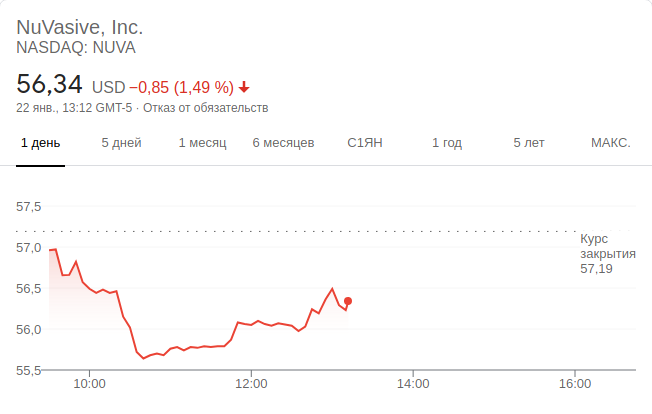 NuVasive, Inc.
NASDAQ: NUVA
56,34 USD −0,85 (1,49 %)
22 янв., 13:12 GMT-5 · Отказ от обязательств
1 день 5 дней 1 месяц 6 месяцев С1ЯН 1 год 5 лет МАКС.
57,5
57,0
56,5
56,0
55,5
Курс
закрытия
57,19
10:00 12:00 14:00 16:00